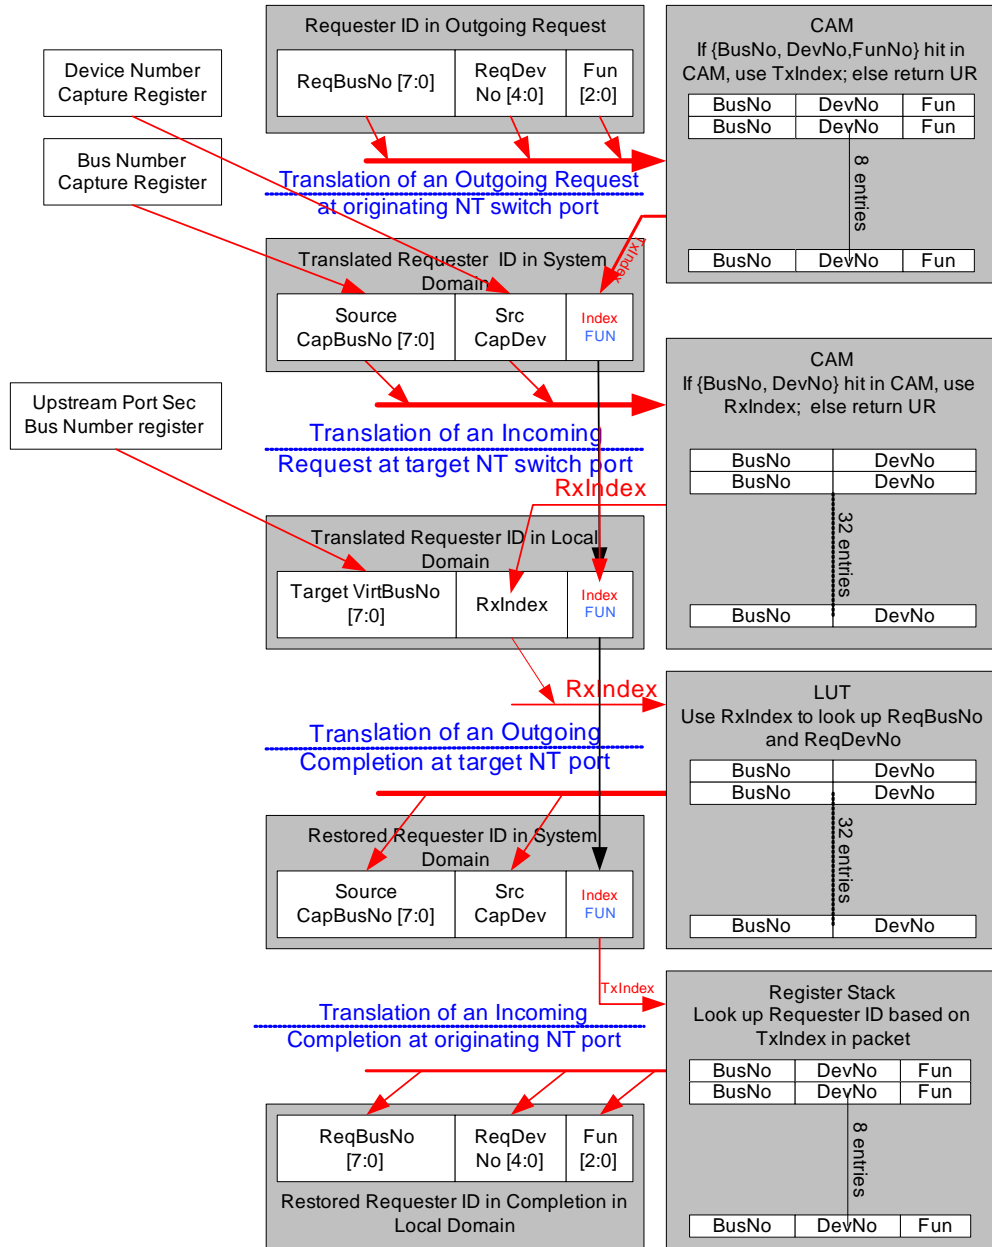 Requester ID in Outgoing Request
ReqBusNo [7:0]
ReqDev
No [4:0]
Fun
[2:0]
Device Number
Capture Register
Bus Number
Capture Register
CAM
If {BusNo, DevNo,FunNo} hit in
CAM, use TxIndex; else return UR
BusNo DevNo Fun
BusNo DevNo Fun
8 entries
BusNo DevNo Fun
Translation of an Outgoing Request
at originating NT switch port
TxIndex
Translated Requester ID in System
Domain
Source
CapBusNo [7:0]
Src
CapDev
Index
FUN
CAM
If {BusNo, DevNo} hit in CAM, use
RxIndex; else return UR
BusNo DevNo
BusNo DevNo
32 entries
BusNo DevNo
Upstream Port Sec
Bus Number register
Translation of an Incoming
Request at target NT switch port
RxIndex
Translated Requester ID in Local
Domain
Target VirtBusNo
[7:0]
RxIndex
Index
FUN
RxIndex
LUT
Use RxIndex to look up ReqBusNo
and ReqDevNo
BusNo DevNo
BusNo DevNo
32 entries
BusNo DevNo
Translation of an Outgoing
Completion at target NT port
Restored Requester ID in System
Domain
Source
CapBusNo [7:0]
Src
CapDev
Index
FUN
TxIndex
Register Stack
Look up Requester ID based on
TxIndex in packet
BusNo DevNo Fun
BusNo DevNo Fun
8 entries
BusNo DevNo Fun
Translation of an Incoming
Completion at originating NT port
ReqBusNo
[7:0]
ReqDev
No [4:0]
Fun
[2:0]
Restored Requester ID in Completion in
Local Domain